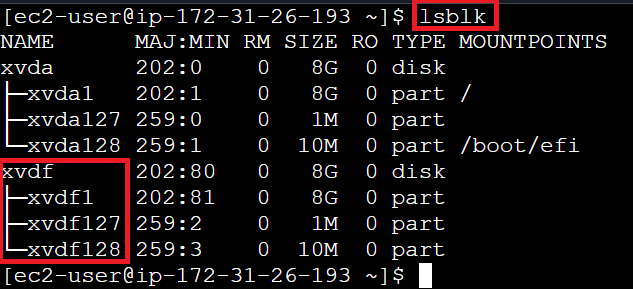 [ec2-user@ip-172-31-26-193 ~]$ lsblk
NAME      MAJ:MIN RM SIZE RO TYPE MOUNTPOINTS
xvda      202:0    0   8G  0 disk
├─xvda1   202:1    0   8G  0 part /
├─xvda127 259:0    0   1M  0 part
└─xvda128 259:1    0  10M  0 part /boot/efi
xvdf      202:80   0   8G  0 disk
├─xvdf1   202:81   0   8G  0 part
├─xvdf127 259:2    0   1M  0 part
└─xvdf128 259:3    0  10M  0 part
[ec2-user@ip-172-31-26-193 ~]$